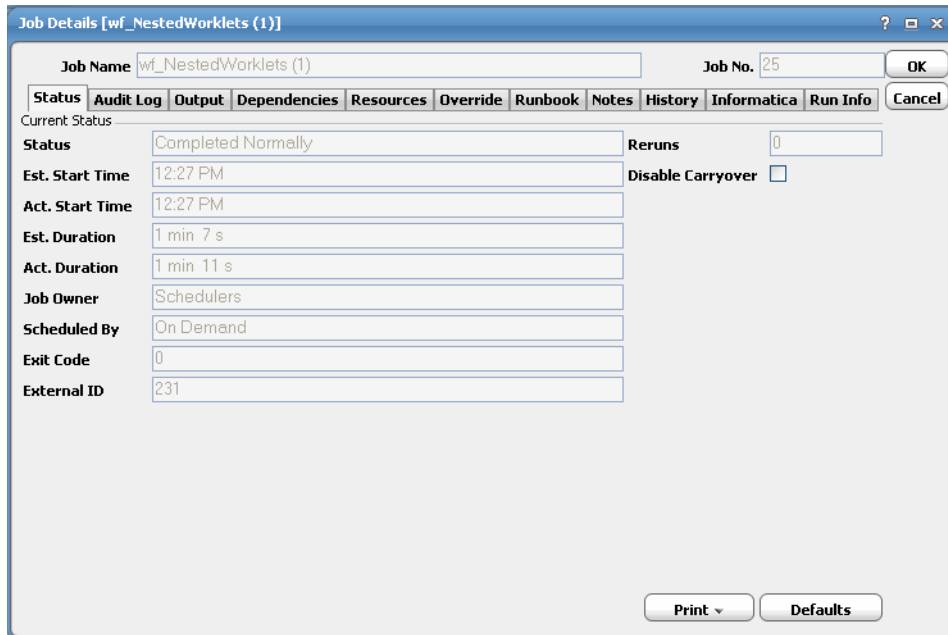 Job Details [wf_NestedWorklets (1)] ?
Job Name wf_NestedWorklets (1) Job No. 25 OK
Status Audit Log Output Dependencies Resources Override Runbook Notes History Informatica Run Info Cancel
Current Status
Status Completed Normally Reruns 0
Est. Start Time 12:27 PM Disable Carryover
Act. Start Time 12:27 PM
Est. Duration 1 min 7 s
Act. Duration 1 min 11 s
Job Owner Schedulers
Scheduled By On Demand
Exit Code 0
External ID 231
Print Defaults